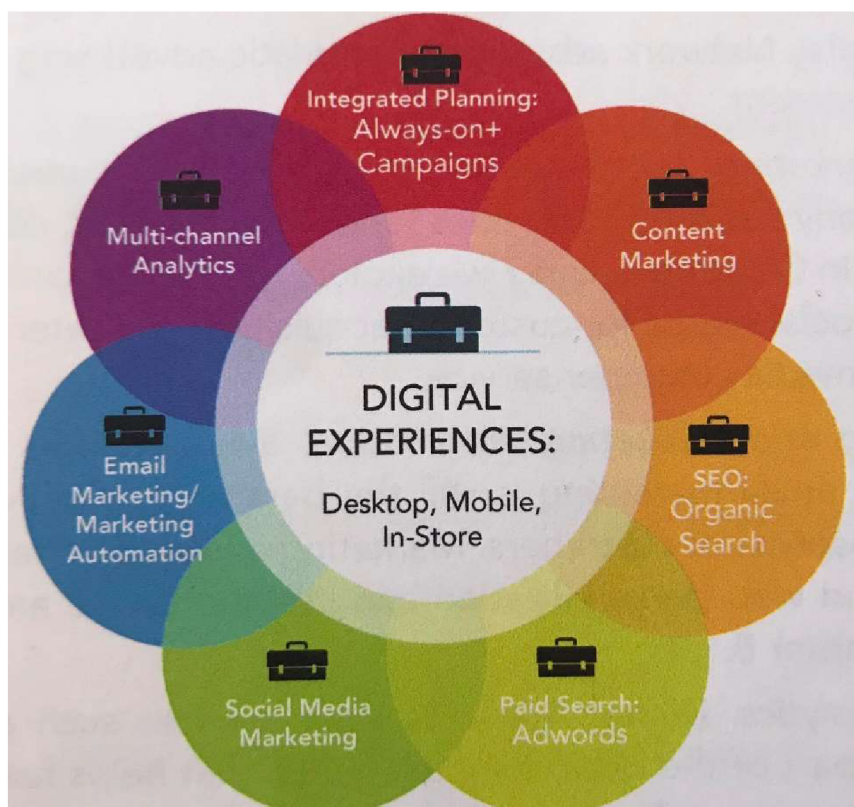 Integrated Planning:
Always-on+
Campaigns
Content
Marketing
SEO:
Organic
Search
Paid Search:
Adwords
Social Media
Marketing
Email
Marketing/
Marketing
Automation
Multi-channel
Analytics
DIGITAL
EXPERIENCES:
Desktop, Mobile,
In-Store